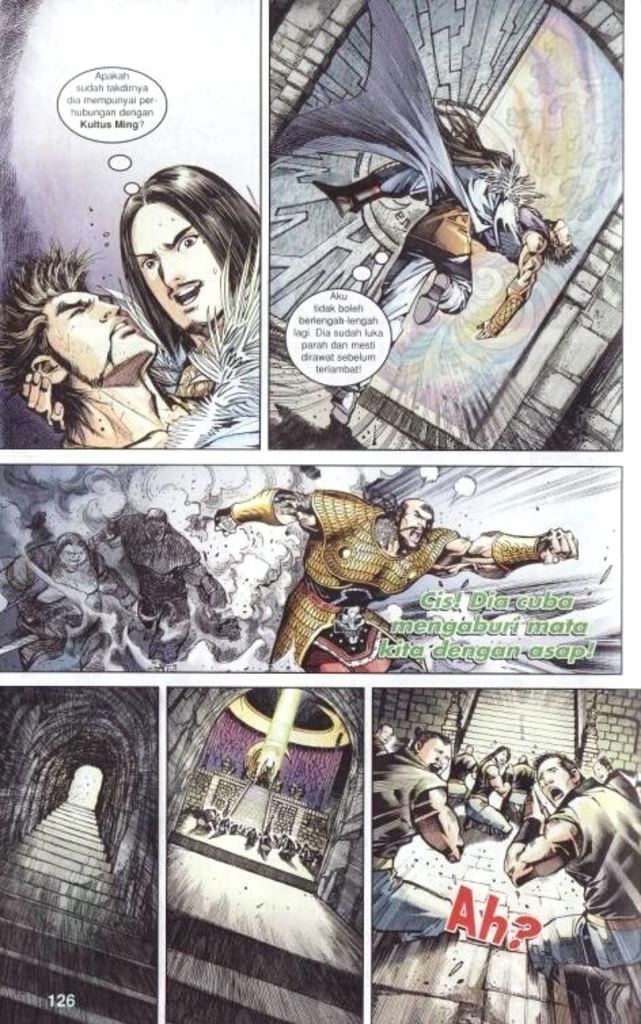 Apakah
sudah takdirnya
dia mempunyai per-
hubungan dengan
Kultus Ming?
Aku
tidak boleh
berlengah-lengah
lagi. Dia sudah luka
parah dan mesti
dirawat sebelum
terlambat!
Cis! Dia cuba
mengaburi mata
kita dengan asap!
Ah?
126